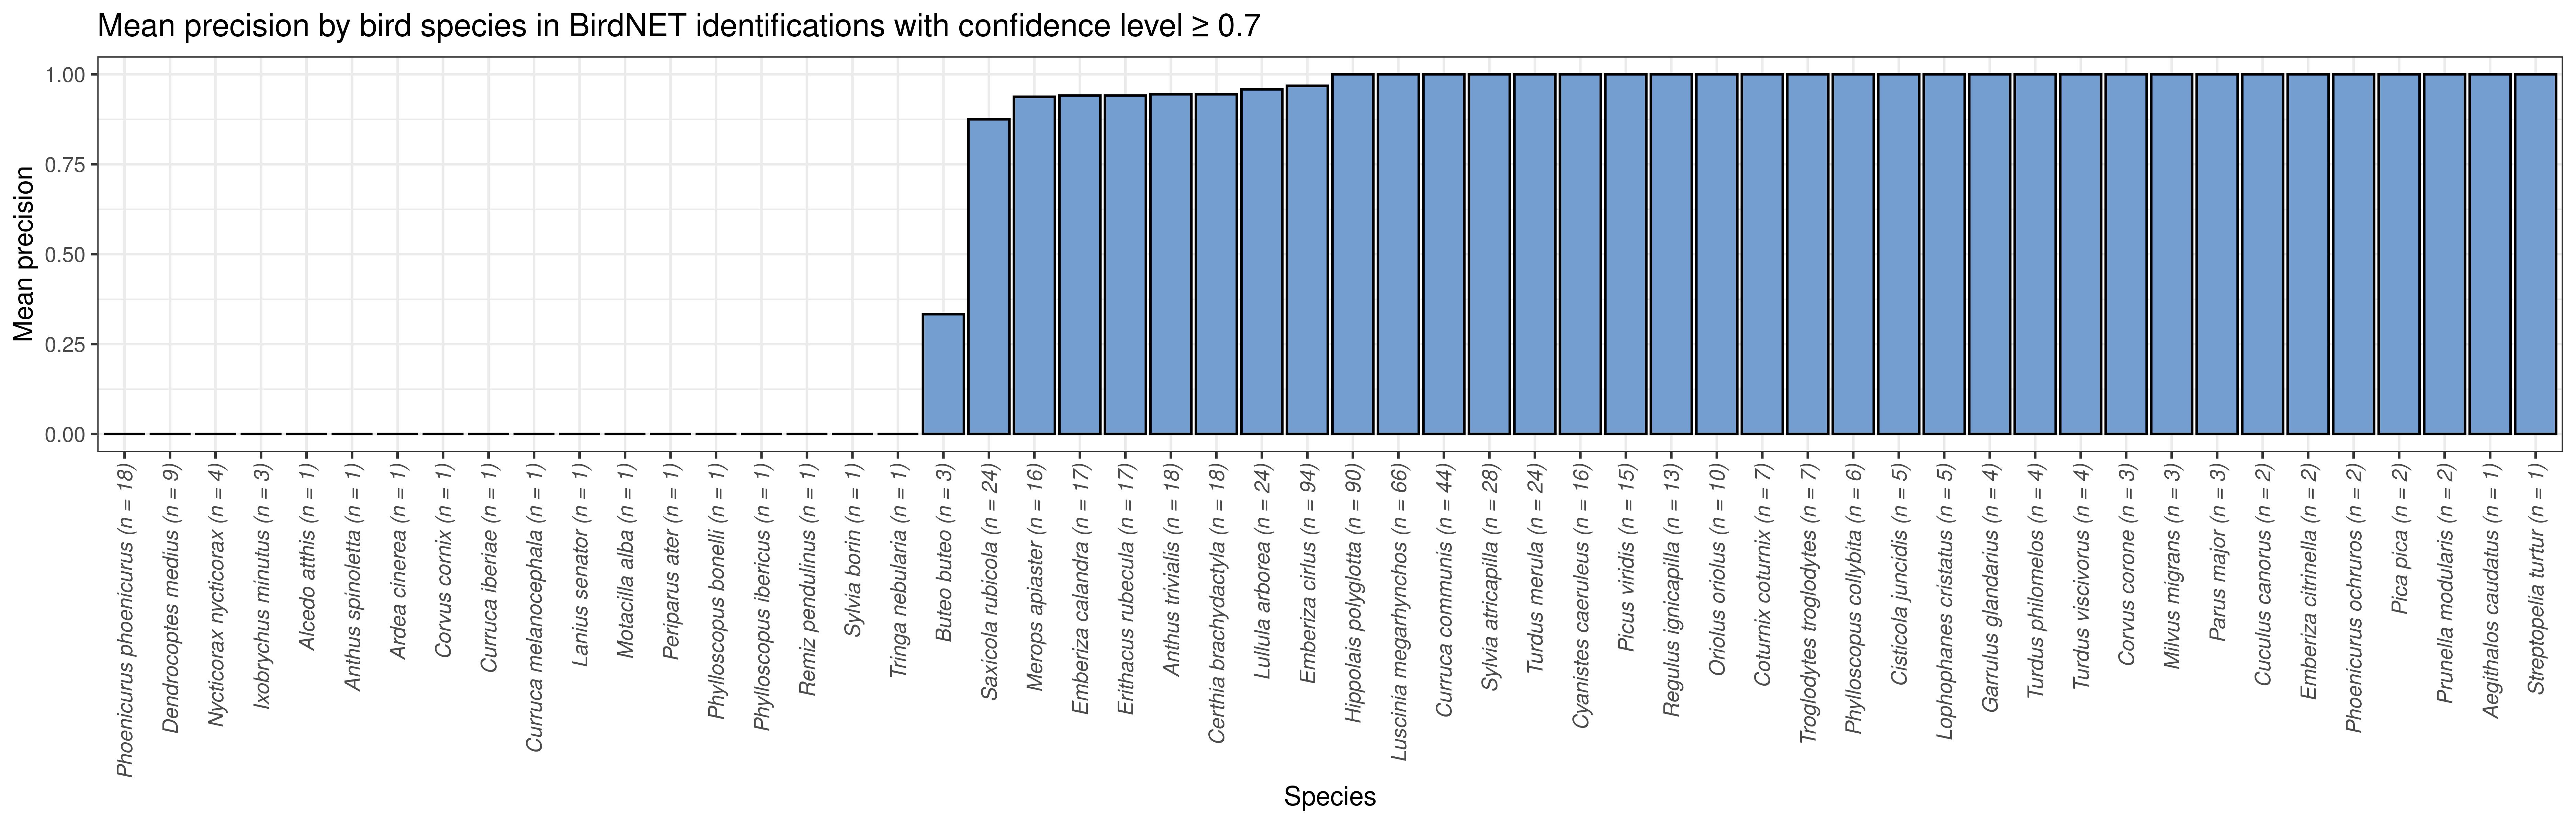 Mean precision by bird species in BirdNET identifications with confidence level ≥ 0.7
Mean precision
1.00
0.75
0.50
0.25
0.00
Phoenicurus phoenicurus (n = 18)
Dendrocoptes medius (n = 9)
Nycticorax nycticorax (n = 4)
Ixobrychus minutus (n = 3)
Alcedo atthis (n = 1)
Anthus spinoletta (n = 1)
Ardea cinerea (n = 1)
Corvus cornix (n = 1)
Curruca iberiae (n = 1)
Curruca melanocephala (n = 1)
Lanius senator (n = 1)
Motacilla alba (n = 1)
Periparus ater (n = 1)
Phylloscopus bonelli (n = 1)
Phylloscopus ibericus (n = 1)
Remiz pendulinus (n = 1)
Sylvia borin (n = 1)
Tringa nebularia (n = 1)
Buteo buteo (n = 3)
Saxicola rubicola (n = 24)
Merops apiaster (n = 16)
Emberiza calandra (n = 17)
Erithacus rubecula (n = 17)
Anthus trivialis (n = 18)
Certhia brachydactyla (n = 18)
Lullula arborea (n = 24)
Emberiza cirlus (n = 94)
Hippolais polyglotta (n = 90)
Luscinia megarhynchos (n = 66)
Curruca communis (n = 44)
Sylvia atricapilla (n = 28)
Turdus merula (n = 24)
Cyanistes caeruleus (n = 16)
Picus viridis (n = 15)
Regulus ignicapilla (n = 13)
Oriolus oriolus (n = 10)
Coturnix coturnix (n = 7)
Troglodytes troglodytes (n = 7)
Phylloscopus collybita (n = 6)
Cisticola juncidis (n = 5)
Lophophanes cristatus (n = 5)
Garrulus glandarius (n = 4)
Turdus philomelos (n = 4)
Turdus viscivorus (n = 4)
Corvus corone (n = 3)
Milvus migrans (n = 3)
Parus major (n = 3)
Cuculus canorus (n = 2)
Emberiza citrinella (n = 2)
Phoenicurus ochruros (n = 2)
Pica pica (n = 2)
Prunella modularis (n = 2)
Aegithalos caudatus (n = 1)
Streptopelia turtur (n = 1)
Species